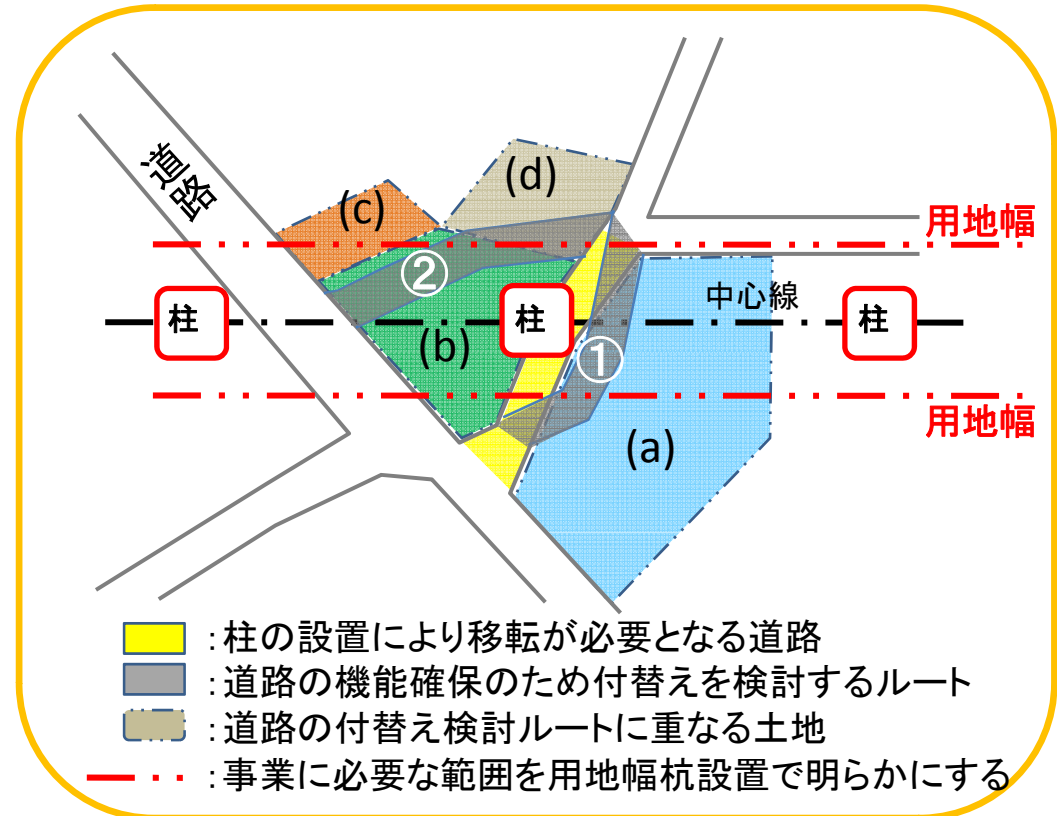 道路
(d)
(c)
用地幅
②
中心線
柱
柱
柱
(b)
①
用地幅
(a)
：柱の設置により移転が必要となる道路
：道路の機能確保のため付替えを検討するルート
：道路の付替え検討ルートに重なる土地
：事業に必要な範囲を用地幅杭設置で明らかにする